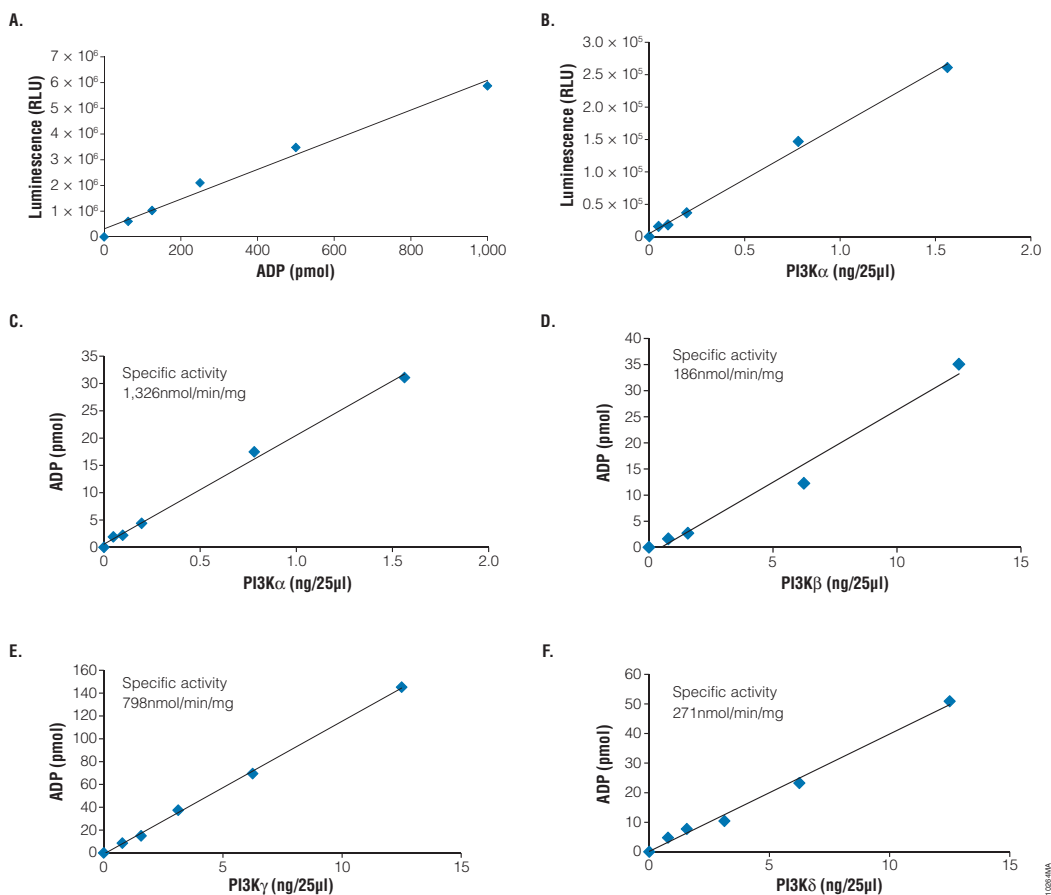 A.
7 × 10⁶
6 × 10⁶
5 × 10⁶
4 × 10⁶
3 × 10⁶
2 × 10⁶
1 × 10⁶
0
Luminescence (RLU)
0 200 400 600 800 1,000
ADP (pmol)
B.
3.0 × 10⁵
2.5 × 10⁵
2.0 × 10⁵
1.5 × 10⁵
1.0 × 10⁵
0.5 × 10⁵
0
Luminescence (RLU)
0 0.5 1.0 1.5 2.0
PI3Kα (ng/25µl)
C.
35
30
25
20
15
10
5
0
ADP (pmol)
Specific activity
1,326nmol/min/mg
0 0.5 1.0 1.5 2.0
PI3Kα (ng/25µl)
D.
40
35
30
25
20
15
10
5
0
ADP (pmol)
Specific activity
186nmol/min/mg
0 5 10 15
PI3Kβ (ng/25µl)
E.
160
140
120
100
80
60
40
20
0
ADP (pmol)
Specific activity
798nmol/min/mg
0 5 10 15
PI3Kγ (ng/25µl)
F.
60
50
40
30
20
10
0
ADP (pmol)
Specific activity
271nmol/min/mg
0 5 10 15
PI3Kδ (ng/25µl)
10264MA